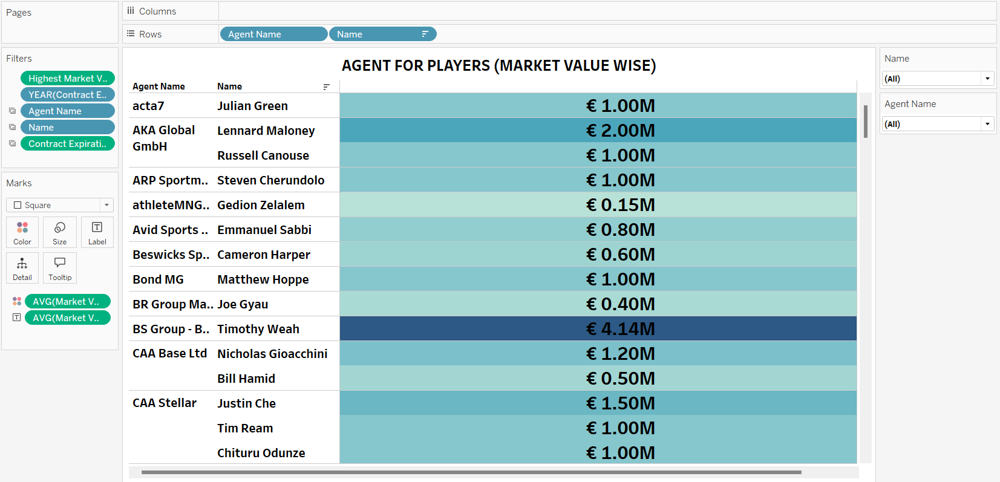 Pages
Columns
Rows
Agent Name
Name
Filters
Highest Market V..
YEAR(Contract E..
Agent Name
Name
Contract Expirati..
Marks
Square
Color
Size
Label
Detail
Tooltip
AVG(Market V..
AVG(Market V..
AGENT FOR PLAYERS (MARKET VALUE WISE)
Agent Name Name
acta7 Julian Green € 1.00M
AKA Global GmbH Lennard Maloney € 2.00M
Russell Canouse € 1.00M
ARP Sportm.. Steven Cherundolo € 1.00M
athleteMNG.. Gedion Zelalem € 0.15M
Avid Sports .. Emmanuel Sabbi € 0.80M
Beswicks Sp.. Cameron Harper € 0.60M
Bond MG Matthew Hoppe € 1.00M
BR Group Ma.. Joe Gyau € 0.40M
BS Group - B.. Timothy Weah € 4.14M
CAA Base Ltd Nicholas Gioacchini € 1.20M
Bill Hamid € 0.50M
CAA Stellar Justin Che € 1.50M
Tim Ream € 1.00M
Chituru Odunze € 1.00M
Name
(All)
Agent Name
(All)